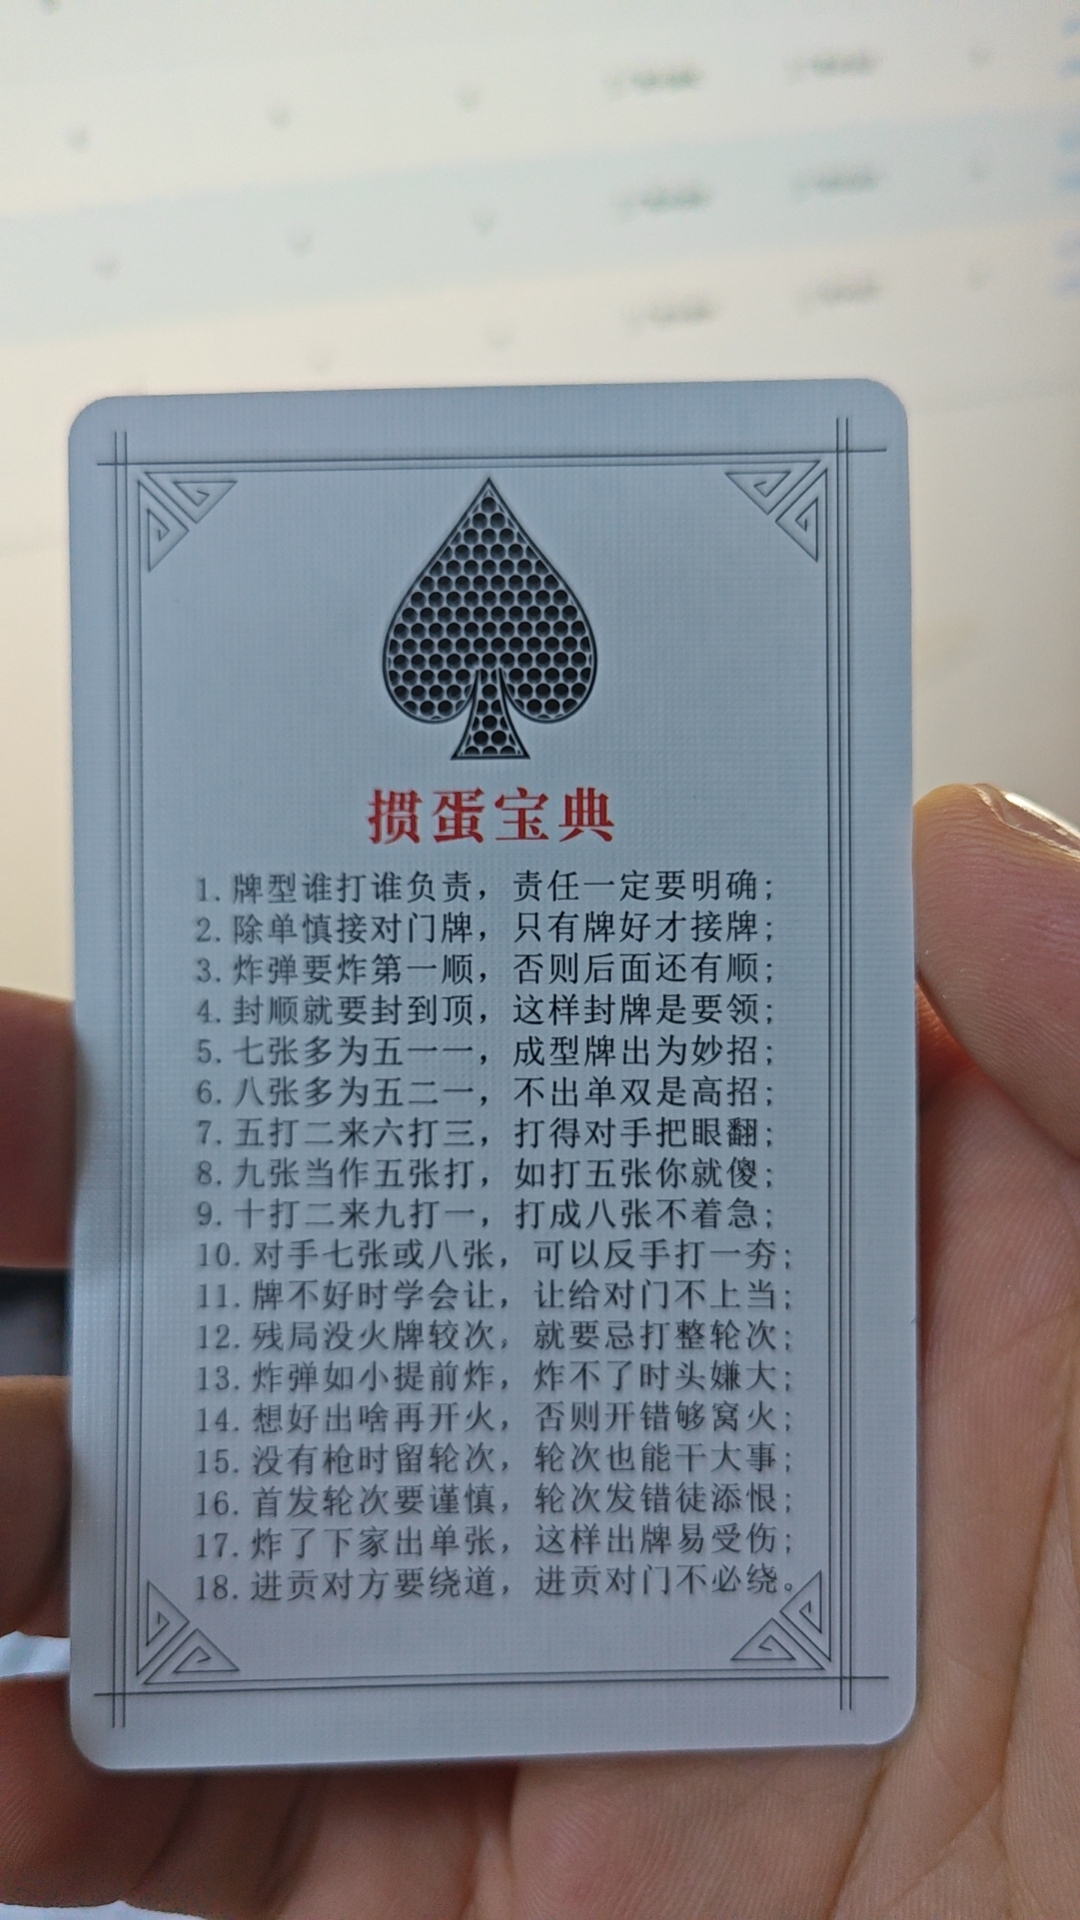 掼蛋宝典
1. 牌型谁打谁负责，责任一定要明确；
2. 除单慎接对门牌，只有牌好才接牌；
3. 炸弹要炸第一顺，否则后面还有顺；
4. 封顺就要封到顶，这样封牌是要领；
5. 七张多为五一一，成型牌出为妙招；
6. 八张多为五二一，不出单双是高招；
7. 五打二来六打三，打得对手把眼翻；
8. 九张当作五张打，如打五张你就傻；
9. 十打二来九打一，打成八张不着急；
10. 对手七张或八张，可以反手打一夯；
11. 牌不好时学会让，让给对门不上当；
12. 残局没火牌较次，就要忌打整轮次；
13. 炸弹如小提前炸，炸不了时头嫌大；
14. 想好出啥再开火，否则开错够窝火；
15. 没有枪时留轮次，轮次也能干大事；
16. 首发轮次要谨慎，轮次发错徒添恨；
17. 炸了下家出单张，这样出牌易受伤；
18. 进贡对方要绕道，进贡对门不必绕。